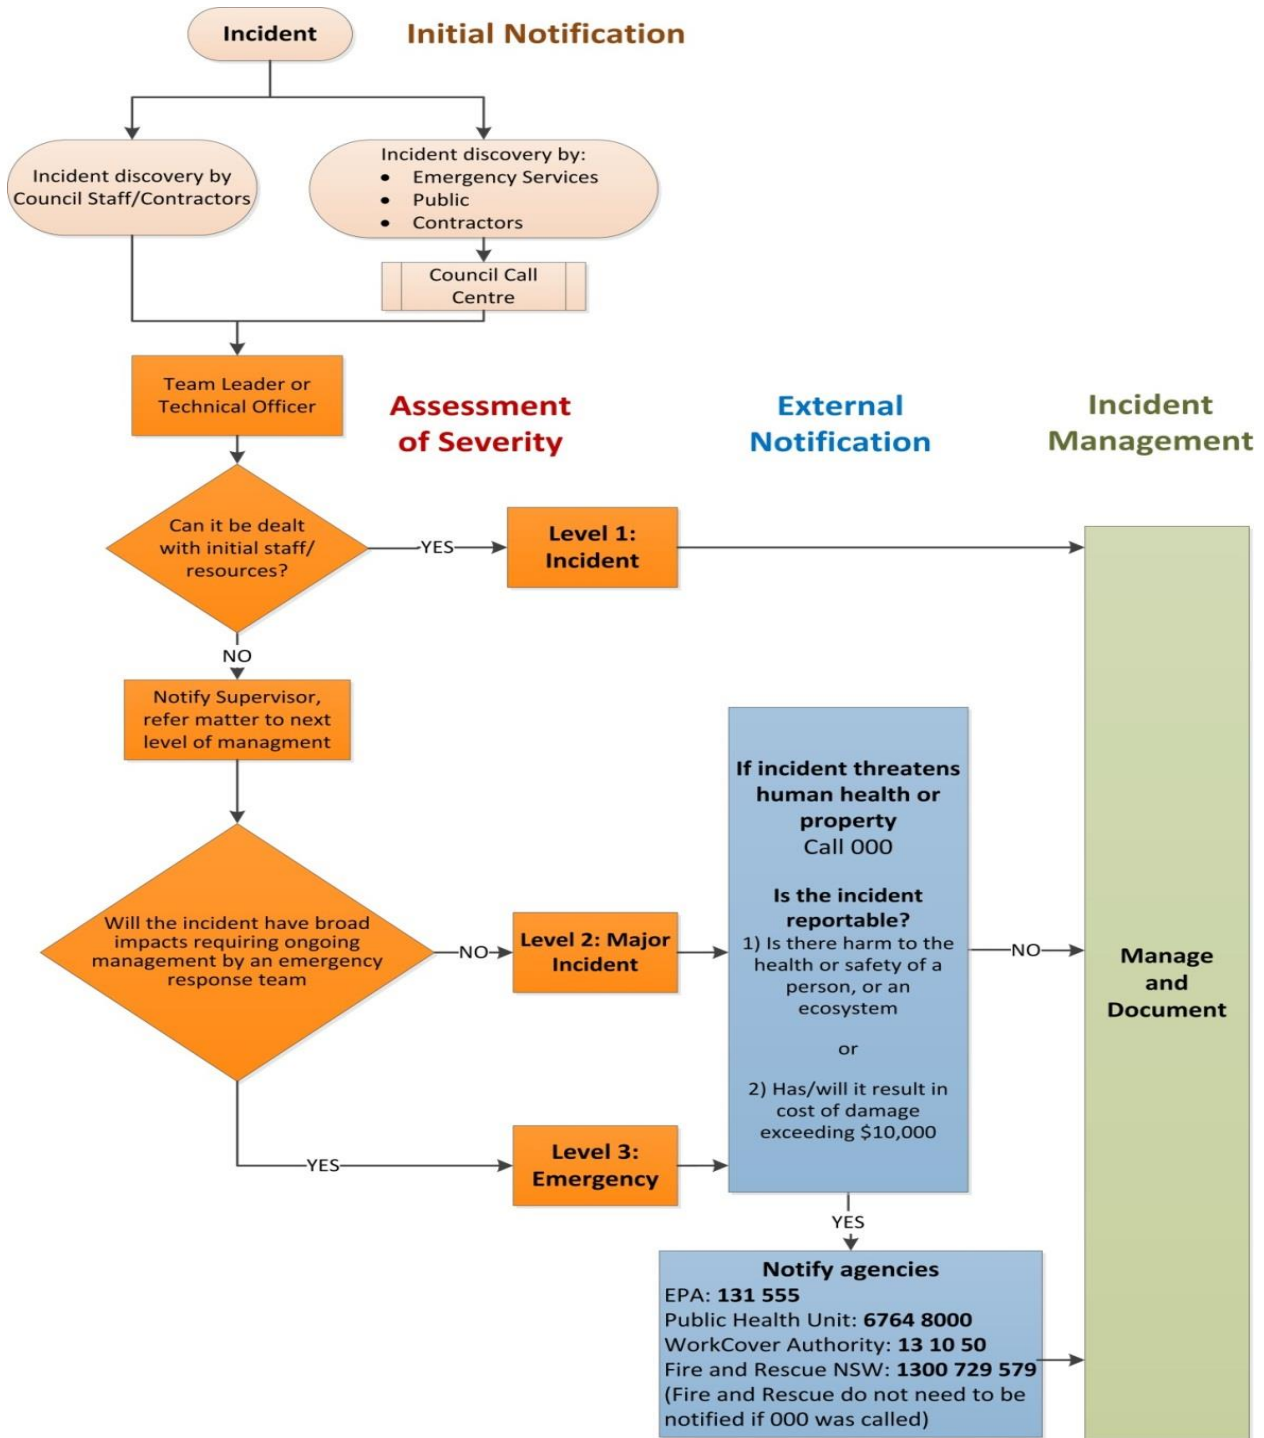 Incident
Initial Notification
Incident discovery by
Council Staff/Contractors
Incident discovery by:
• Emergency Services
• Public
• Contractors
Council Call
Centre
Team Leader or
Technical Officer
Assessment
of Severity
External
Notification
Incident
Management
Can it be dealt
with initial staff/
resources?
YES
Level 1:
Incident
NO
Notify Supervisor,
refer matter to next
level of managment
Will the incident have broad
impacts requiring ongoing
management by an emergency
response team
NO
Level 2: Major
Incident
YES
Level 3:
Emergency
If incident threatens
human health or
property
Call 000
Is the incident
reportable?
1) Is there harm to the
health or safety of a
person, or an
ecosystem
or
2) Has/will it result in
cost of damage
exceeding $10,000
NO
YES
Notify agencies
EPA: 131 555
Public Health Unit: 6764 8000
WorkCover Authority: 13 10 50
Fire and Rescue NSW: 1300 729 579
(Fire and Rescue do not need to be
notified if 000 was called)
Manage
and
Document